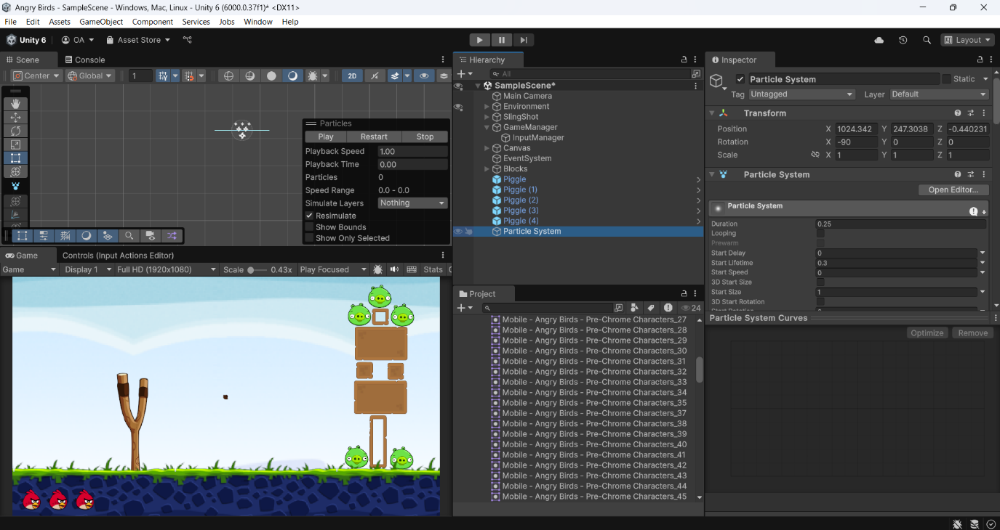 Angry Birds - SampleScene - Windows, Mac, Linux - Unity 6 (6000.0.37f1)* <DX11>
File Edit Assets GameObject Component Services Jobs Window Help
Unity 6 OA Asset Store Layout
Scene Console
Center Global 1 2D
Particles
Play Restart Stop
Playback Speed 1.00
Playback Time 0.00
Particles 0
Speed Range 0.0 - 0.0
Simulate Layers Nothing
Resimulate
Show Bounds
Show Only Selected
Game Controls (Input Actions Editor)
Game Display 1 Full HD (1920x1080) Scale 0.43x Play Focused Stats
Hierarchy
All
SampleScene*
Main Camera
Environment
SlingShot
GameManager
InputManager
Canvas
EventSystem
Blocks
Piggie
Piggie (1)
Piggie (2)
Piggie (3)
Piggie (4)
Particle System
Project
24
Mobile - Angry Birds - Pre-Chrome Characters_27
Mobile - Angry Birds - Pre-Chrome Characters_28
Mobile - Angry Birds - Pre-Chrome Characters_29
Mobile - Angry Birds - Pre-Chrome Characters_30
Mobile - Angry Birds - Pre-Chrome Characters_31
Mobile - Angry Birds - Pre-Chrome Characters_32
Mobile - Angry Birds - Pre-Chrome Characters_33
Mobile - Angry Birds - Pre-Chrome Characters_34
Mobile - Angry Birds - Pre-Chrome Characters_35
Mobile - Angry Birds - Pre-Chrome Characters_37
Mobile - Angry Birds - Pre-Chrome Characters_38
Mobile - Angry Birds - Pre-Chrome Characters_39
Mobile - Angry Birds - Pre-Chrome Characters_40
Mobile - Angry Birds - Pre-Chrome Characters_41
Mobile - Angry Birds - Pre-Chrome Characters_42
Mobile - Angry Birds - Pre-Chrome Characters_43
Mobile - Angry Birds - Pre-Chrome Characters_44
Mobile - Angry Birds - Pre-Chrome Characters_45
Inspector
Particle System Static
Tag Untagged Layer Default
Transform
Position X 1024.342 Y 247.3038 Z -0.440231
Rotation X -90 Y 0 Z 0
Scale X 1 Y 1 Z 1
Particle System
Open Editor...
Particle System
Duration 0.25
Looping
Prewarm
Start Delay 0
Start Lifetime 0.3
Start Speed 0
3D Start Size
Start Size 1
3D Start Rotation
Particle System Curves
Optimize Remove